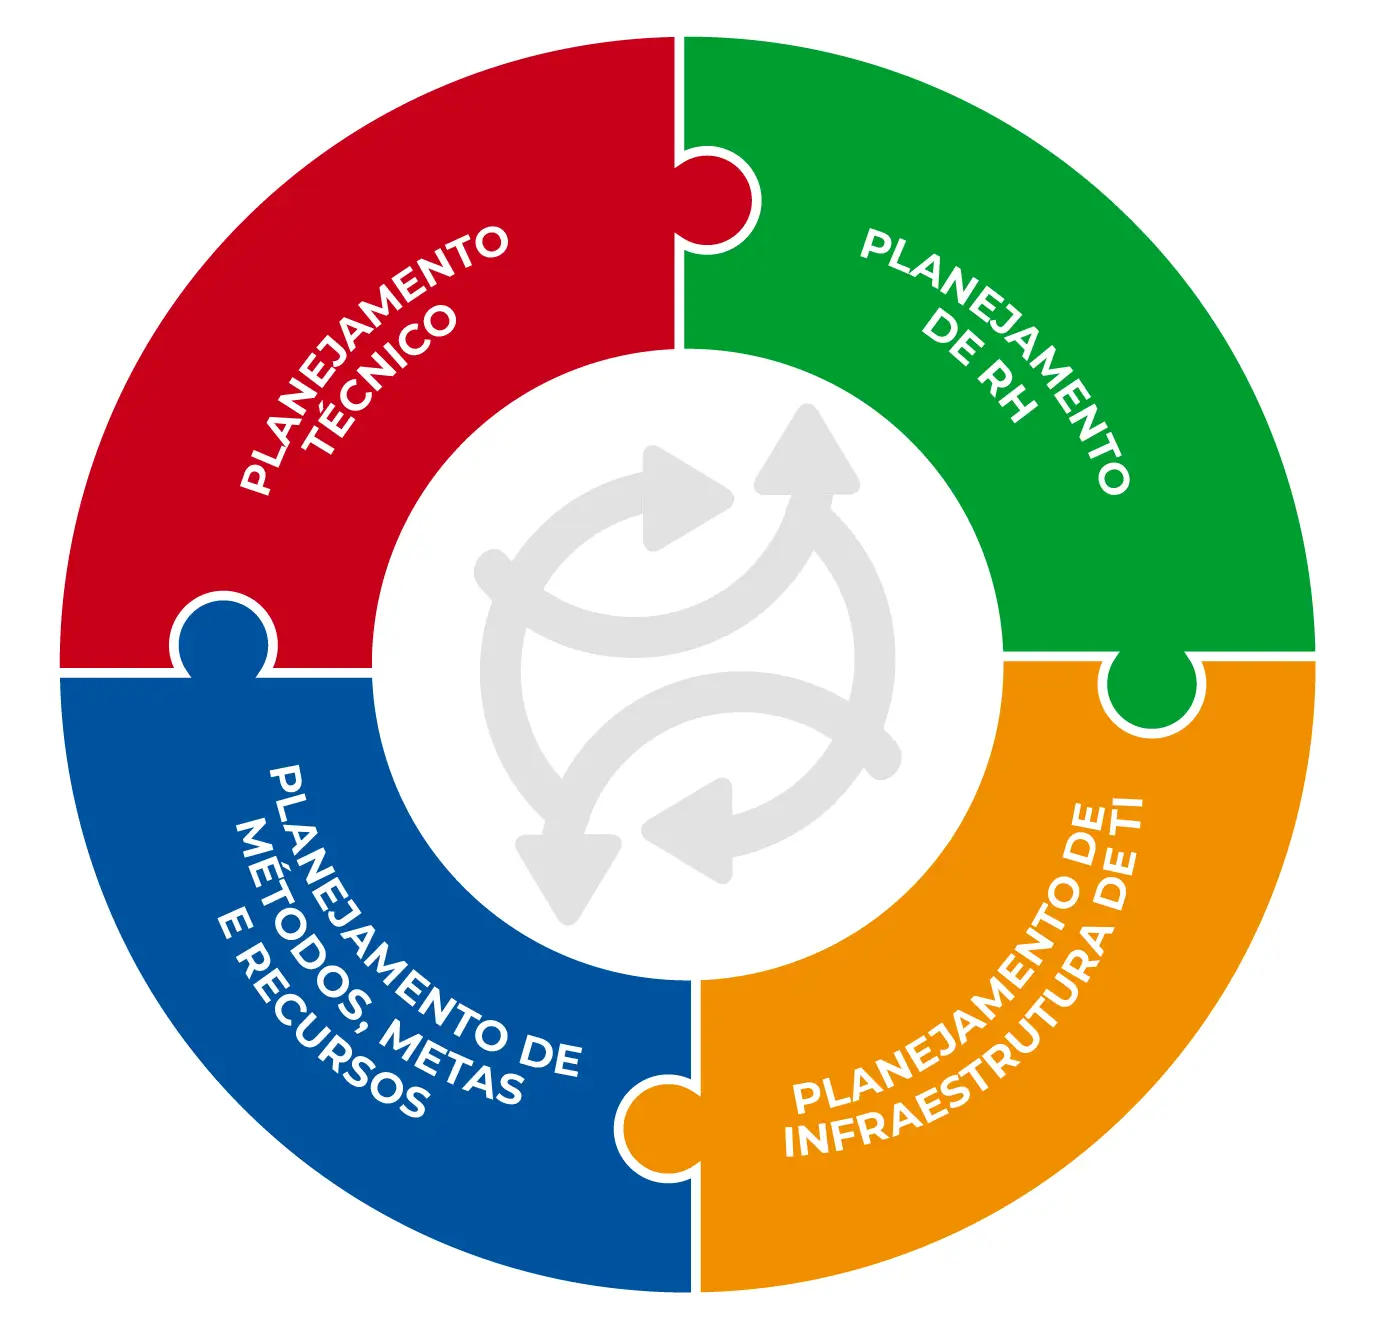 PLANEJAMENTO
TÉCNICO
PLANEJAMENTO
DE RH
PLANEJAMENTO DE
MÉTODOS, METAS
E RECURSOS
PLANEJAMENTO DE
INFRAESTRUTURA DE TI